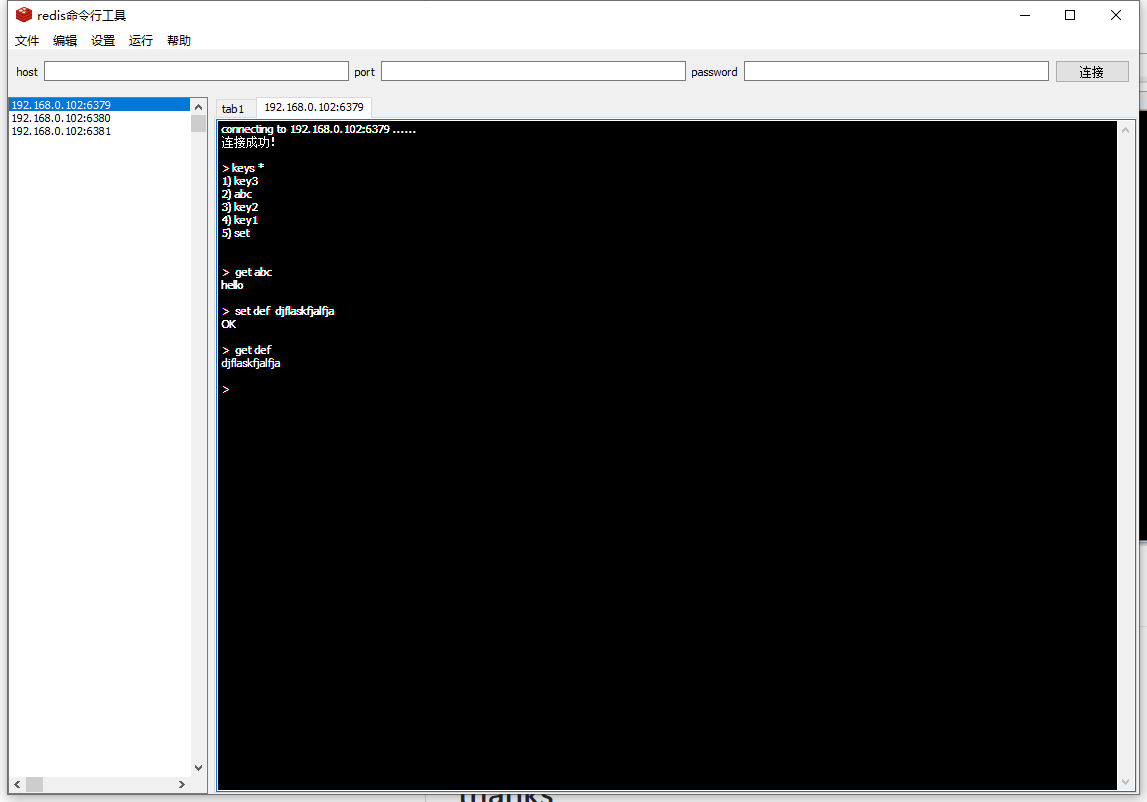 redis命令行工具
文件 编辑 设置 运行 帮助
host port password 连接
192.168.0.102:6379
192.168.0.102:6380
192.168.0.102:6381
tab1 192.168.0.102:6379
connecting to 192.168.0.102:6379 ......
连接成功!
> keys *
1) key3
2) abc
3) key2
4) key1
5) set
> get abc
hello
> set def djflaskfjalfja
OK
> get def
djflaskfjalfja
>
thanks